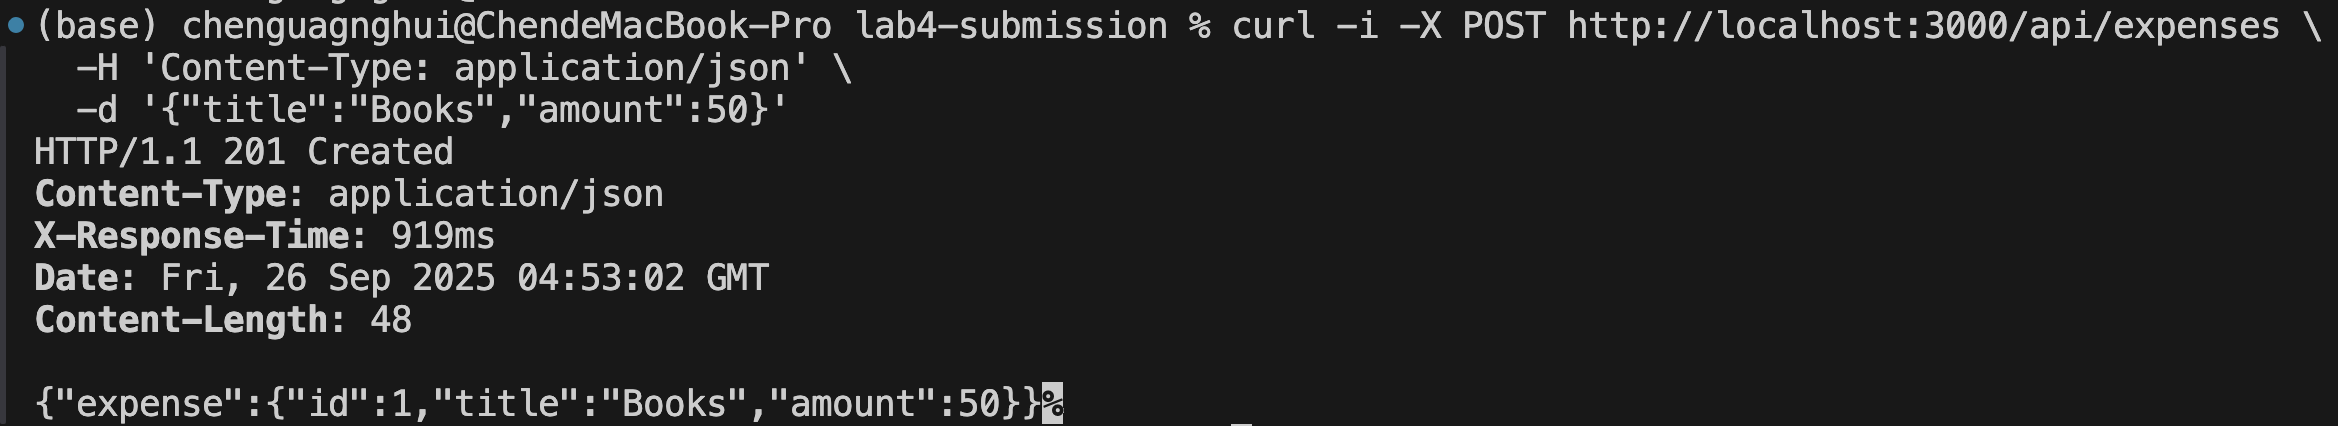 (base) chenguagnghui@ChendeMacBook-Pro lab4-submission % curl -i -X POST http://localhost:3000/api/expenses \
  -H 'Content-Type: application/json' \
  -d '{"title":"Books","amount":50}'
HTTP/1.1 201 Created
Content-Type: application/json
X-Response-Time: 919ms
Date: Fri, 26 Sep 2025 04:53:02 GMT
Content-Length: 48

{"expense":{"id":1,"title":"Books","amount":50}}%